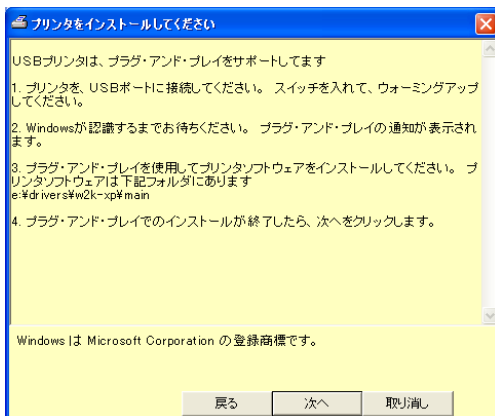 プリンタをインストールしてください
USBプリンタは、プラグ・アンド・プレイをサポートしてます
1. プリンタを、USBポートに接続してください。 スイッチを入れて、ウォーミングアップ
してください。
2. Windowsが認識するまでお待ちください。 プラグ・アンド・プレイの通知が表示され
ます。
3. プラグ・アンド・プレイを使用してプリンタソフトウェアをインストールしてください。 プ
リンタソフトウェアは下記フォルダにあります
e:¥drivers¥w2k-xp¥main
4. プラグ・アンド・プレイでのインストールが終了したら、次へをクリックします。
Windows は Microsoft Corporation の登録商標です。
戻る 次へ 取り消し